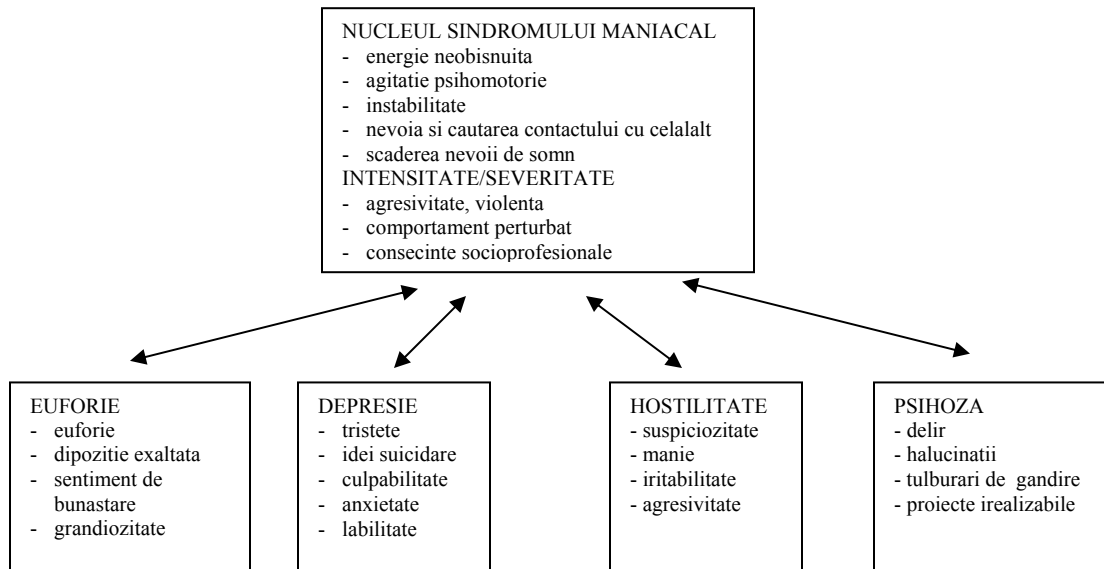 NUCLEUL SINDROMULUI MANIACAL
- energie neobisnuita
- agitatie psihomotorie
- instabilitate
- nevoia si cautarea contactului cu celalalt
- scaderea nevoii de somn
INTENSITATE/SEVERITATE
- agresivitate, violenta
- comportament perturbat
- consecinte socioprofesionale
EUFORIE
- euforie
- dipozitie exaltata
- sentiment de
bunastare
- grandiozitate
DEPRESIE
- tristete
- idei suicidare
- culpabilitate
- anxietate
- labilitate
HOSTILITATE
- suspiciozitate
- manie
- iritabilitate
- agresivitate
PSIHOZA
- delir
- halucinatii
- tulburari de gandire
- proiecte irealizabile